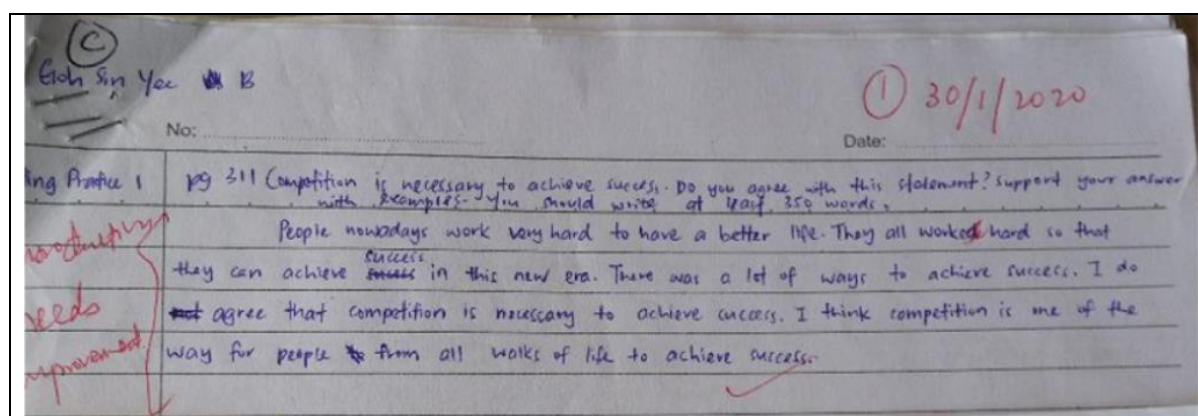 C
Goh Sin Yee B
① 30/1/2020
No:
Date:
ing Practice 1
pg 311 Competition is necessary to achieve success. Do you agree with this statement? Support your answer
with examples. You should write at least 350 words.
People nowadays work very hard to have a better life. They all worked hard so that
they can achieve success in this new era. There was a lot of ways to achieve success. I do
not agree that competition is necessary to achieve success. I think competition is one of the
way for people from all walks of life to achieve success.
needs
improvement